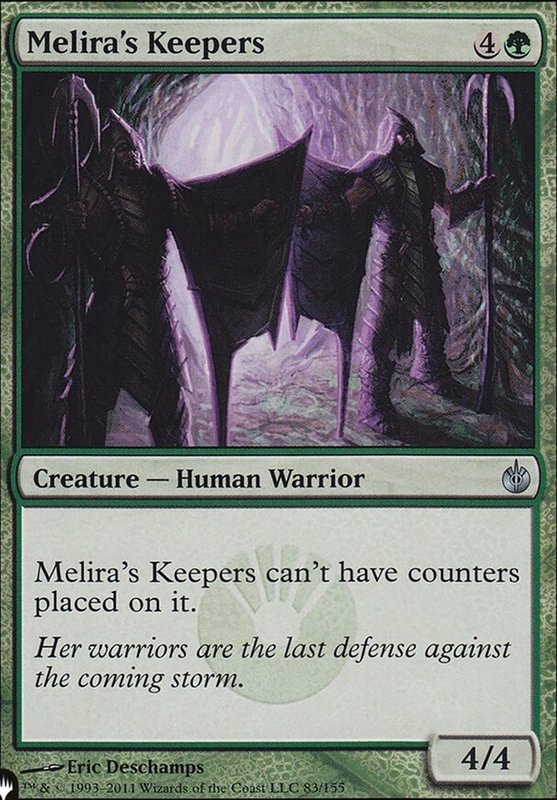 Melira's Keepers 4
Creature — Human Warrior
Melira's Keepers can't have counters
placed on it.
Her warriors are the last defense against
the coming storm.
4/4
Eric Deschamps
™ & © 1993–2011 Wizards of the Coast LLC 83/155